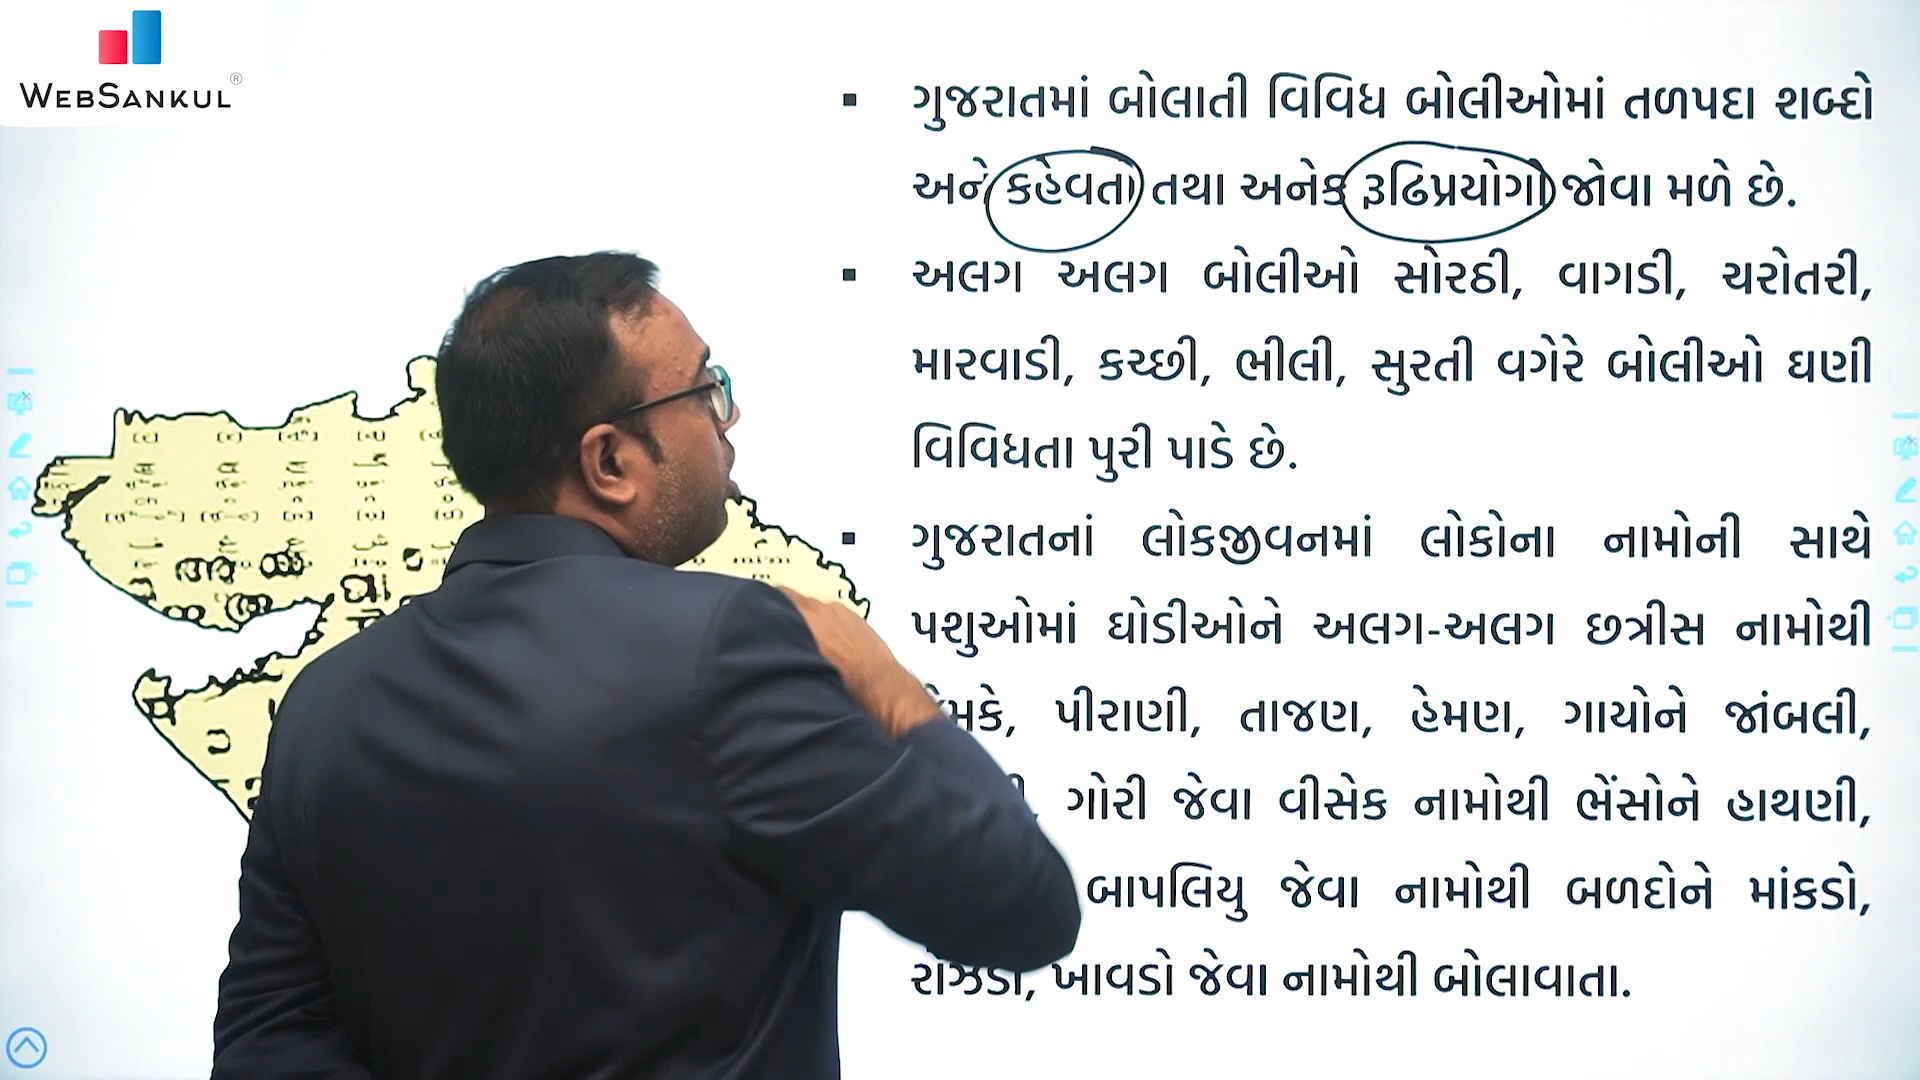 WEBSANKUL®
ગુજરાતમાં બોલાતી વિવિધ બોલીઓમાં તળપદા શબ્દો
અને કહેવતો તથા અનેક રૂઢિપ્રયોગો જોવા મળે છે.
અલગ અલગ બોલીઓ સોરઠી, વાગડી, ચરોતરી,
મારવાડી, કચ્છી, ભીલી, સુરતી વગેરે બોલીઓ ઘણી
વિવિધતા પુરી પાડે છે.
ગુજરાતનાં લોકજીવનમાં લોકોના નામોની સાથે
પશુઓમાં ઘોડીઓને અલગ-અલગ છત્રીસ નામોથી
પીરાણી, તાજણ, હેમણ, ગાયોને જાંબલી,
ગોરી જેવા વીસેક નામોથી ભેંસોને હાથણી,
બાપલિયુ જેવા નામોથી બળદોને માંકડો,
ખાવડો જેવા નામોથી બોલાવાતા.